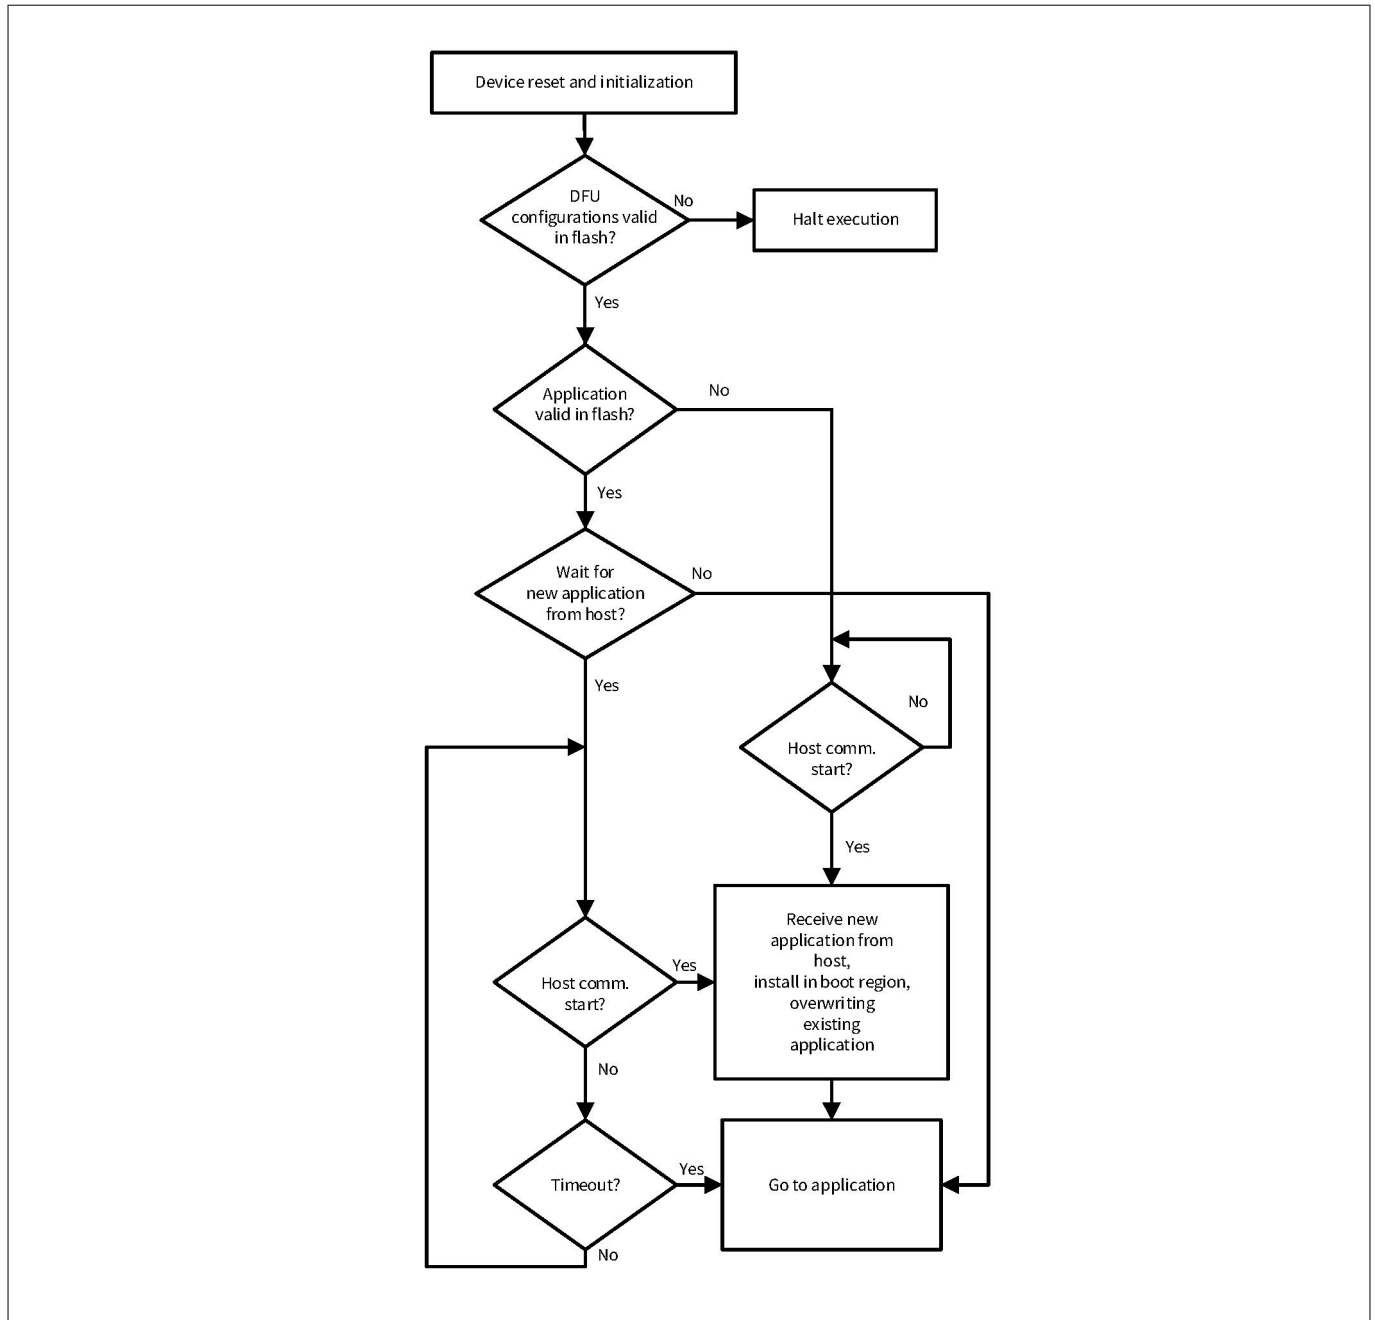 Device reset and initialization
DFU
configurations valid
in flash?
No
Halt execution
Yes
Application
valid in flash?
No
Yes
Wait for
new application
from host?
No
Yes
Host comm.
start?
No
Yes
Receive new
application from
host,
install in boot region,
overwriting
existing
application
Host comm.
start?
Yes
No
Timeout?
Yes
Go to application
No